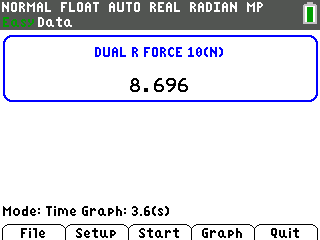 NORMAL FLOAT AUTO REAL RADIAN MP
EasyData
DUAL R FORCE 10(N)
8.696
Mode: Time Graph: 3.6(s)
File Setup Start Graph Quit